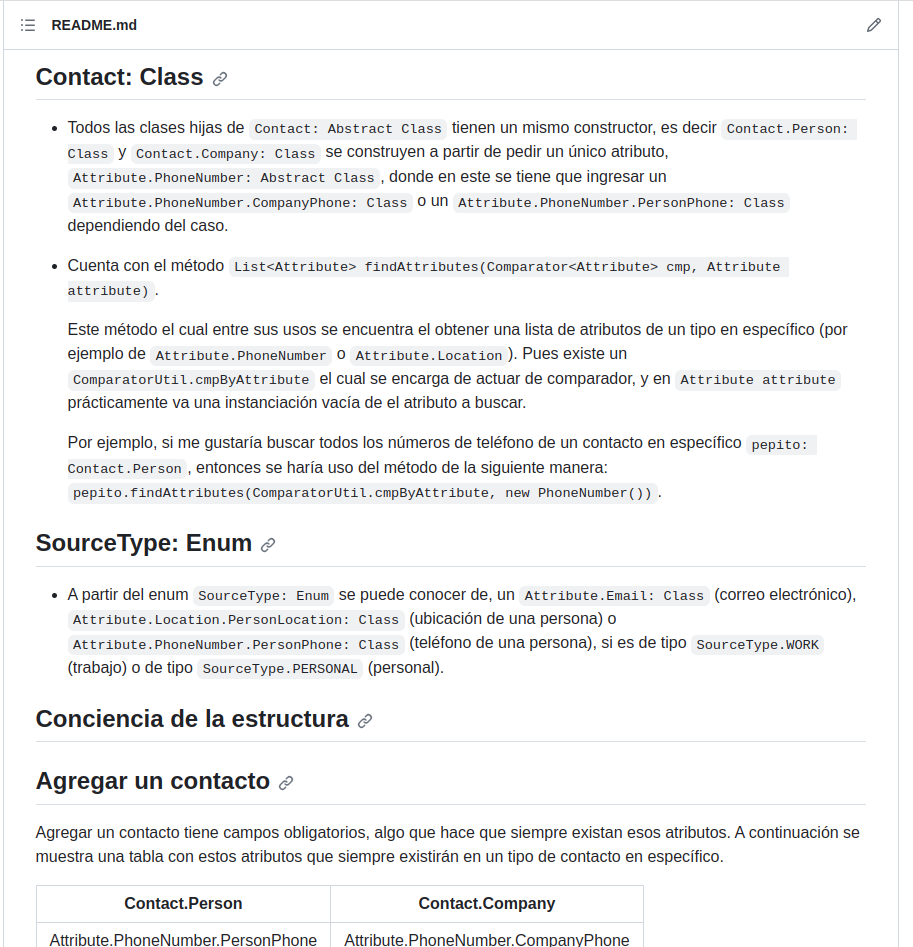 README.md
Contact: Class
Todos las clases hijas de Contact: Abstract Class tienen un mismo constructor, es decir Contact.Person:
Class y Contact.Company: Class se construyen a partir de pedir un único atributo,
Attribute.PhoneNumber: Abstract Class, donde en este se tiene que ingresar un
Attribute.PhoneNumber.CompanyPhone: Class o un Attribute.PhoneNumber.PersonPhone: Class
dependiendo del caso.
Cuenta con el método List<Attribute> findAttributes(Comparator<Attribute> cmp, Attribute
attribute).
Este método el cual entre sus usos se encuentra el obtener una lista de atributos de un tipo en específico (por
ejemplo de Attribute.PhoneNumber o Attribute.Location). Pues existe un
ComparatorUtil.cmpByAttribute el cual se encarga de actuar de comparador, y en Attribute attribute
prácticamente va una instanciación vacía de el atributo a buscar.
Por ejemplo, si me gustaría buscar todos los números de teléfono de un contacto en específico pepito:
Contact.Person, entonces se haría uso del método de la siguiente manera:
pepito.findAttributes(ComparatorUtil.cmpByAttribute, new PhoneNumber()).
SourceType: Enum
A partir del enum SourceType: Enum se puede conocer de, un Attribute.Email: Class (correo electrónico),
Attribute.Location.PersonLocation: Class (ubicación de una persona) o
Attribute.PhoneNumber.PersonPhone: Class (teléfono de una persona), si es de tipo SourceType.WORK
(trabajo) o de tipo SourceType.PERSONAL (personal).
Conciencia de la estructura
Agregar un contacto
Agregar un contacto tiene campos obligatorios, algo que hace que siempre existan esos atributos. A continuación se
muestra una tabla con estos atributos que siempre existirán en un tipo de contacto en específico.
Contact.Person Contact.Company
Attribute.PhoneNumber.PersonPhone Attribute.PhoneNumber.CompanyPhone